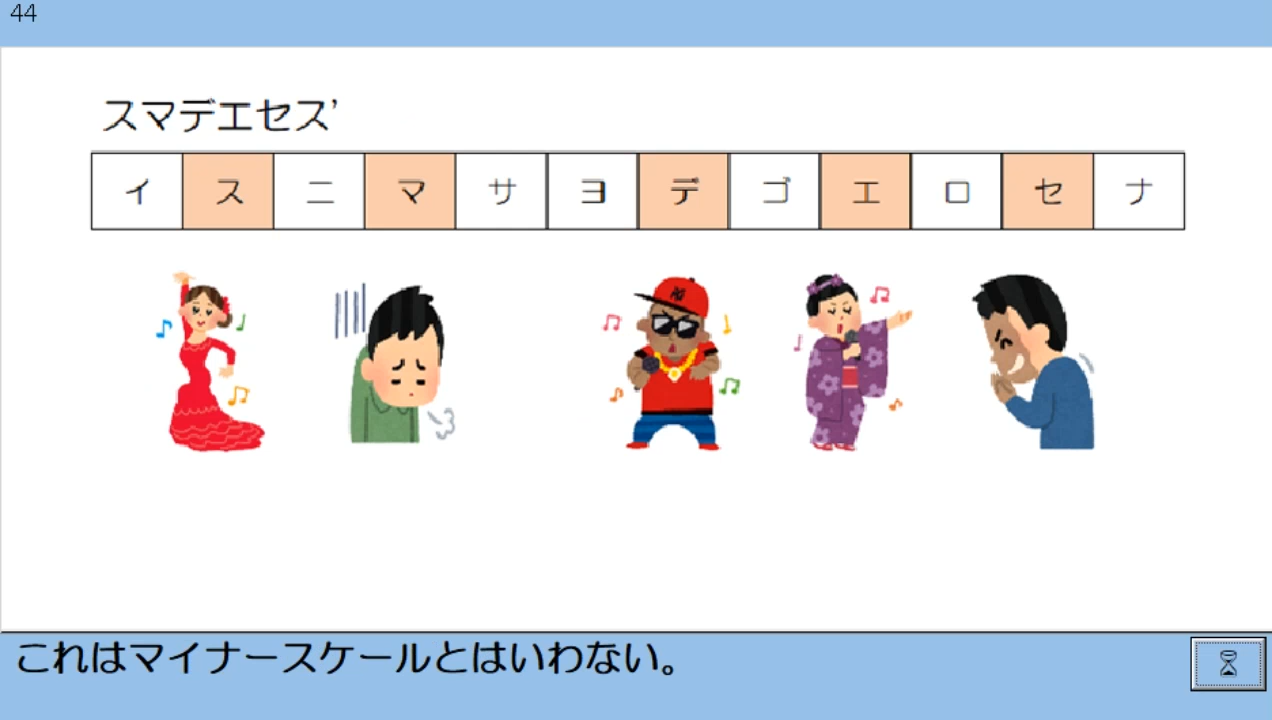 44
スマデエセス’
イ ス ニ マ サ ヨ デ ゴ エ ロ セ ナ
これはマイナースケールとはいわない。